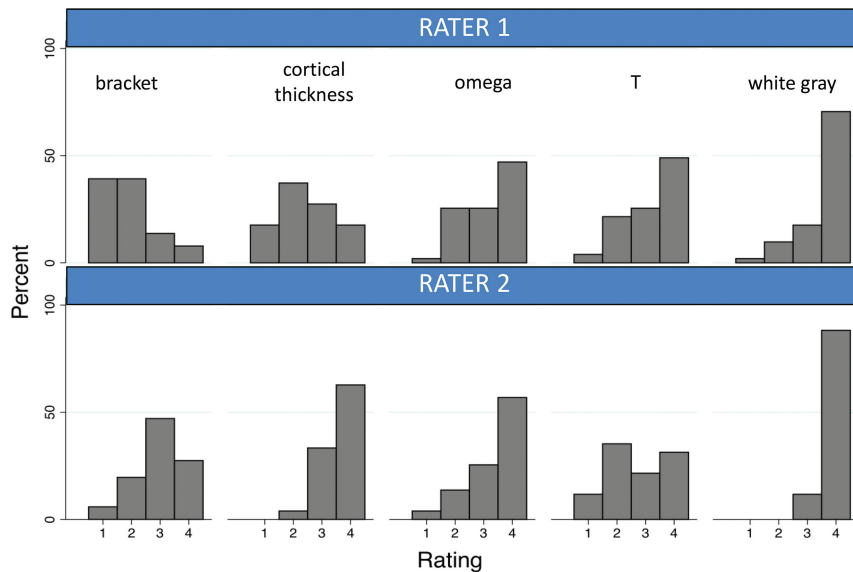 RATER 1
100
bracket
cortical
thickness
omega
T
white gray
50
0
Percent
RATER 2
100
50
0
1 2 3 4 1 2 3 4 1 2 3 4 1 2 3 4 1 2 3 4
Rating